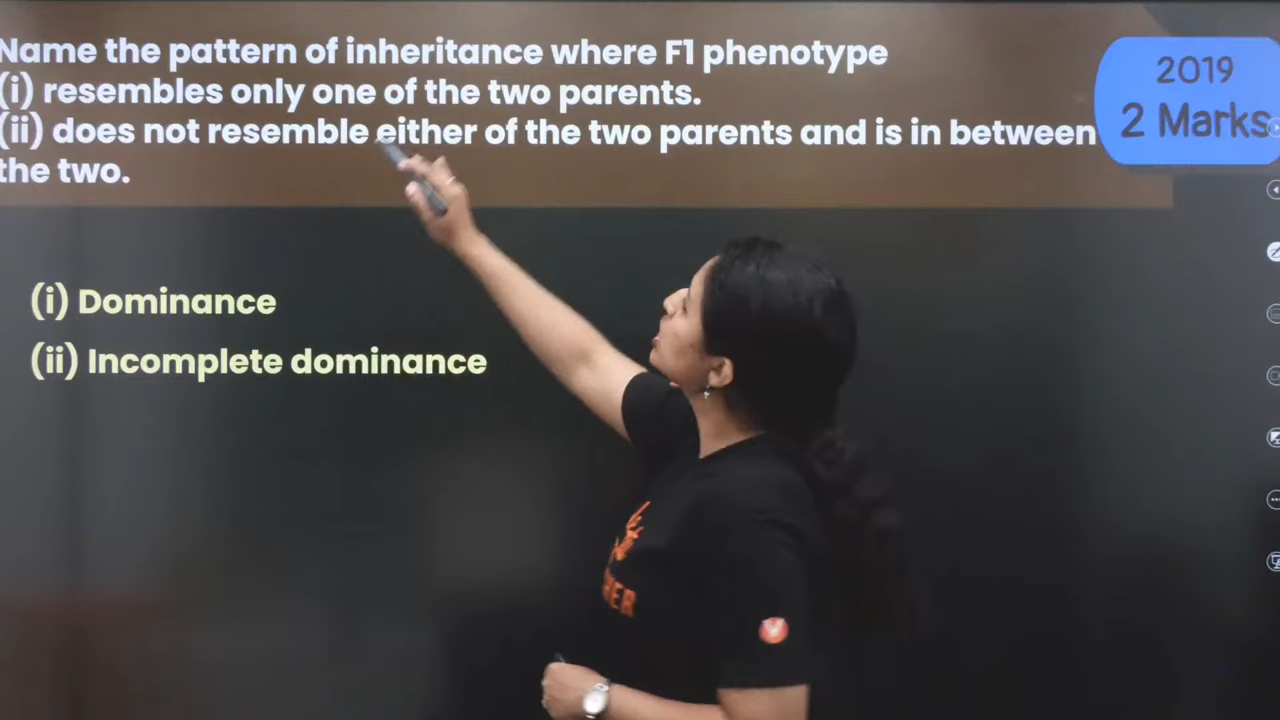 Name the pattern of inheritance where F1 phenotype
(i) resembles only one of the two parents.
(ii) does not resemble either of the two parents and is in between
the two.
2019
2 Marks
(i) Dominance
(ii) Incomplete dominance